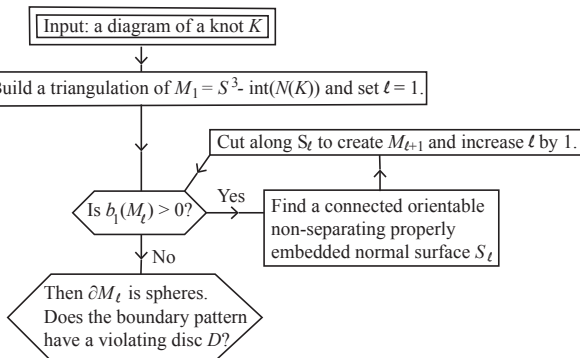 Input: a diagram of a knot K
uild a triangulation of M₁ = S³- int(N(K)) and set ℓ = 1.
Cut along Sℓ to create Mℓ+1 and increase ℓ by 1.
Is b₁(Mℓ) > 0?
Yes
Find a connected orientable
non-separating properly
embedded normal surface Sℓ
No
Then ∂Mℓ is spheres.
Does the boundary pattern
have a violating disc D?